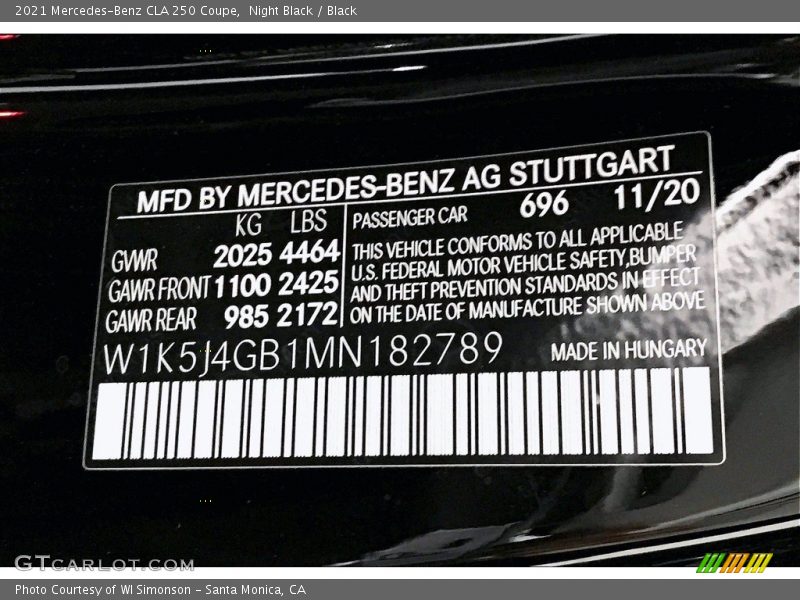 2021 Mercedes-Benz CLA 250 Coupe,  Night Black / Black
MFD BY MERCEDES-BENZ AG STUTTGART
KG LBS PASSENGER CAR 696 11/20
GWWR 2025 4464 THIS VEHICLE CONFORMS TO ALL APPLICABLE
GAWR FRONT 1100 2425 U.S. FEDERAL MOTOR VEHICLE SAFETY,BUMPER
AND THEFT PREVENTION STANDARDS IN EFFECT
GAWR REAR 985 2172 ON THE DATE OF MANUFACTURE SHOWN ABOVE
W1K5J4GB1MN182789 MADE IN HUNGARY
GTCARLOT.COM
Photo Courtesy of WI Simonson - Santa Monica, CA